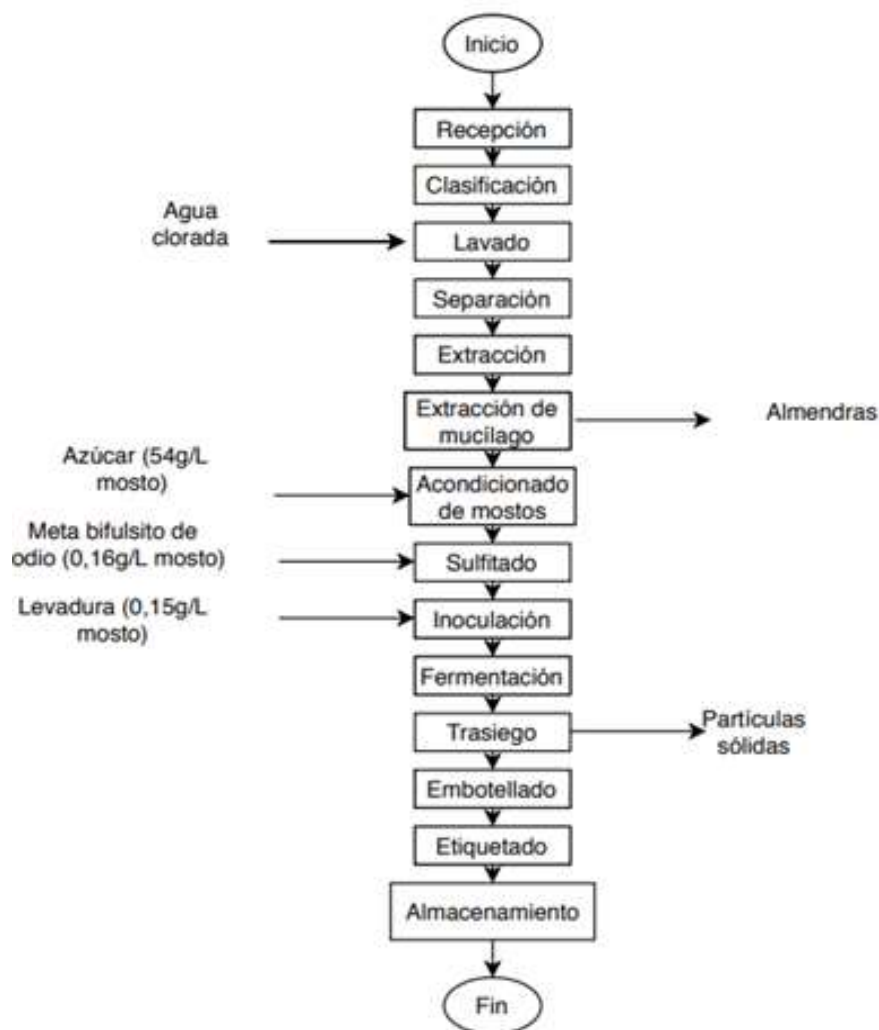 Inicio
Recepción
Clasificación
Agua
clorada
Lavado
Separación
Extracción
Extracción de
mucílago
Almendras
Azúcar (54g/L
mosto)
Acondicionado
de mostos
Meta bifulsito de
odio (0,16g/L mosto)
Sulfitado
Levadura (0,15g/L
mosto)
Inoculación
Fermentación
Trasiego
Partículas
sólidas
Embotellado
Etiquetado
Almacenamiento
Fin